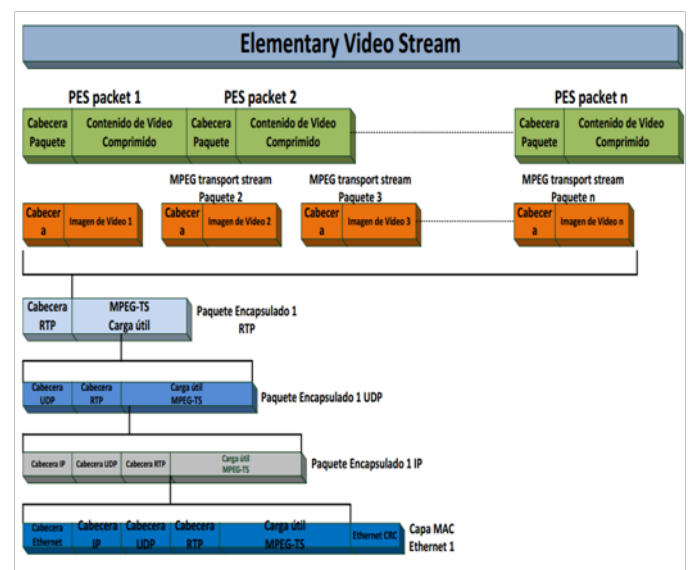 Elementary Video Stream
PES packet 1 PES packet 2 PES packet n
Cabecera Contenido de Video Cabecera Contenido de Video Cabecera Contenido de Video
Paquete Comprimido Paquete Comprimido Paquete Comprimido
MPEG transport stream MPEG transport stream MPEG transport stream
Paquete 2 Paquete 3 Paquete n
Cabecer Imagen de Video 1 Cabecer Imagen de Video 2 Cabecer Imagen de Video 3 Cabecer Imagen de Video n
a a a a
Cabecera MPEG-TS Paquete Encapsulado 1
RTP Carga útil RTP
Cabecera Cabecera Carga útil Paquete Encapsulado 1 UDP
UDP RTP MPEG-TS
Cabecera IP Cabecera UDP Cabecera RTP Carga útil Paquete Encapsulado 1 IP
MPEG-TS
Cabecera Cabecera Cabecera Cabecera Carga útil Ethernet CRC Capa MAC
Ethernet IP UDP RTP MPEG-TS Ethernet 1